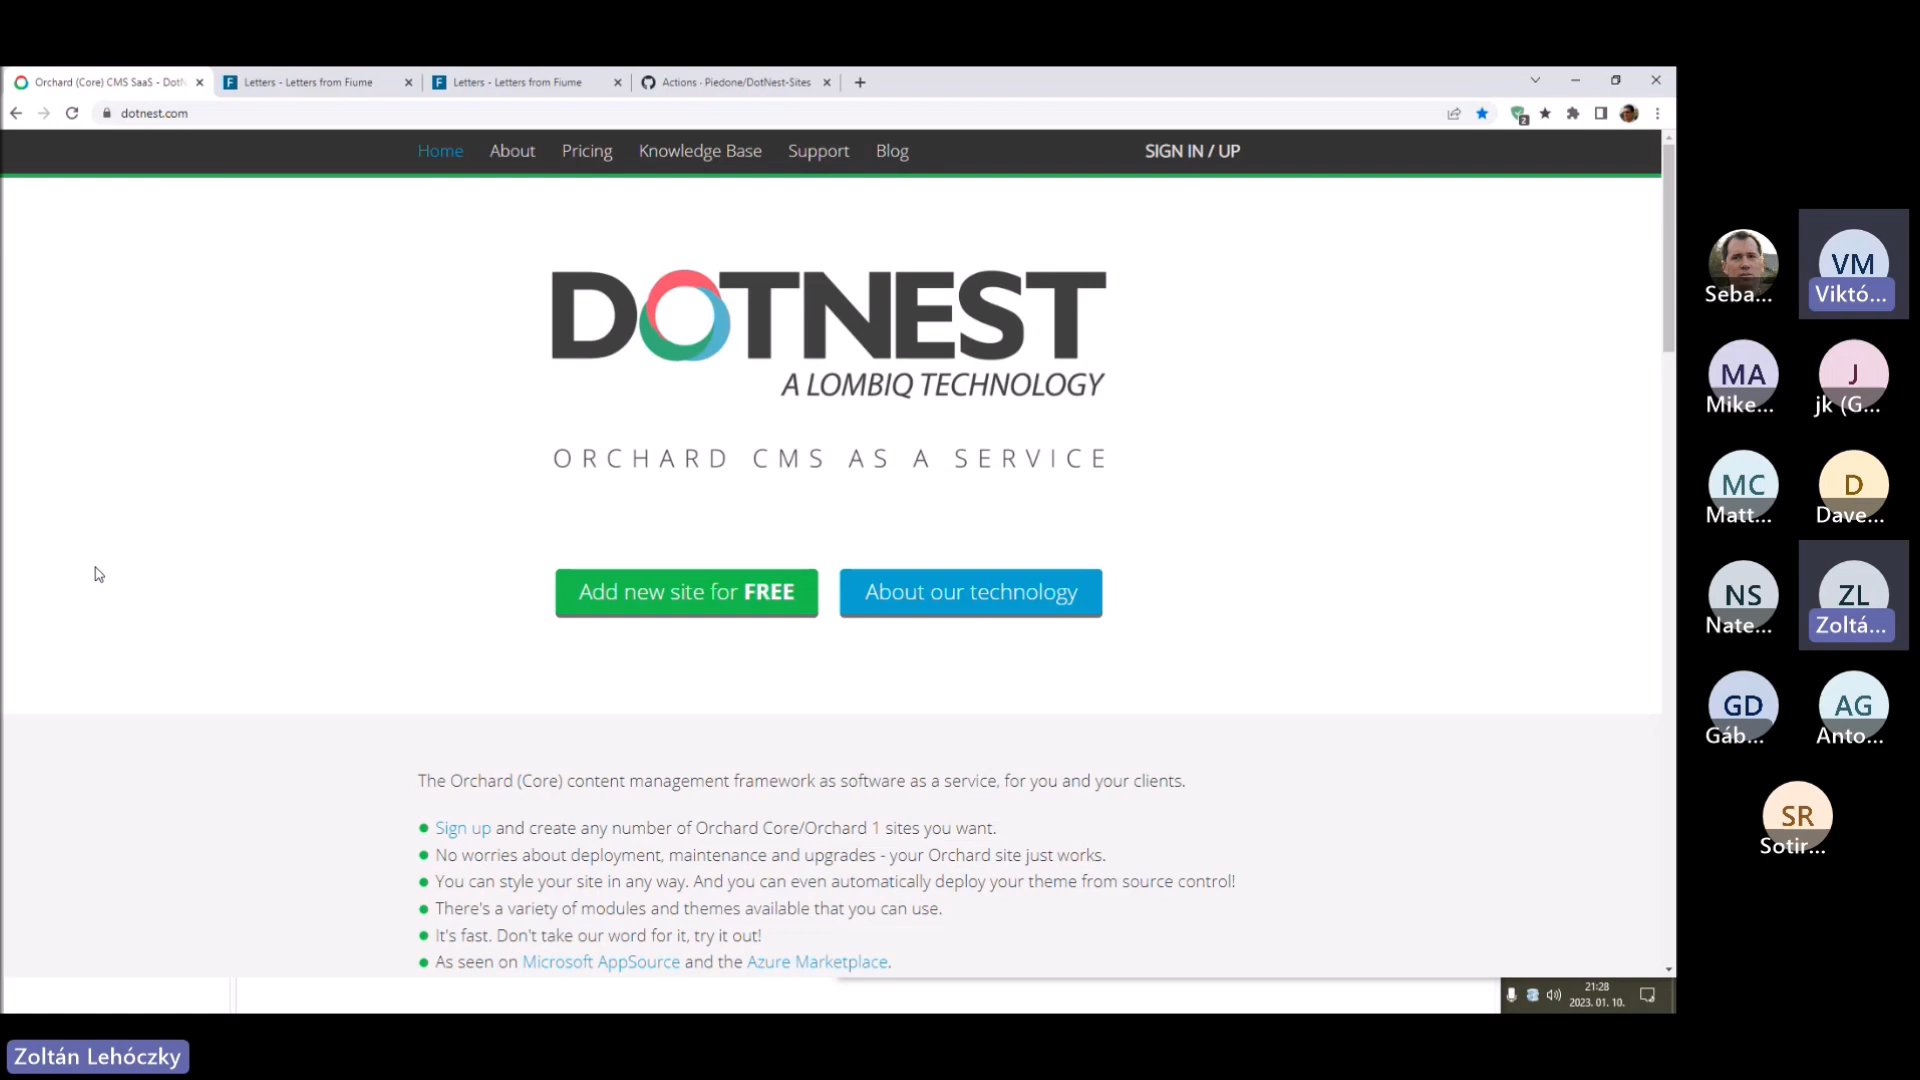 Orchard (Core) CMS SaaS - DotN
Letters - Letters from Fiume
Letters - Letters from Fiume
Actions · Piedone/DotNest-Sites
dotnest.com
2
Home
About
Pricing
Knowledge Base
Support
Blog
SIGN IN / UP
DOTNEST
A LOMBIQ TECHNOLOGY
ORCHARD CMS AS A SERVICE
Add new site for FREE
About our technology
The Orchard (Core) content management framework as software as a service, for you and your clients.
Sign up and create any number of Orchard Core/Orchard 1 sites you want.
No worries about deployment, maintenance and upgrades - your Orchard site just works.
You can style your site in any way. And you can even automatically deploy your theme from source control!
There's a variety of modules and themes available that you can use.
It's fast. Don't take our word for it, try it out!
As seen on Microsoft AppSource and the Azure Marketplace.
21:28
2023. 01. 10.
Seba...
VM
Viktó...
MA
Mike...
J
jk (G...
MC
Matt...
D
Dave...
NS
Nate...
ZL
Zoltá...
GD
Gáb...
AG
Anto...
SR
Sotir...
Zoltán Lehóczky